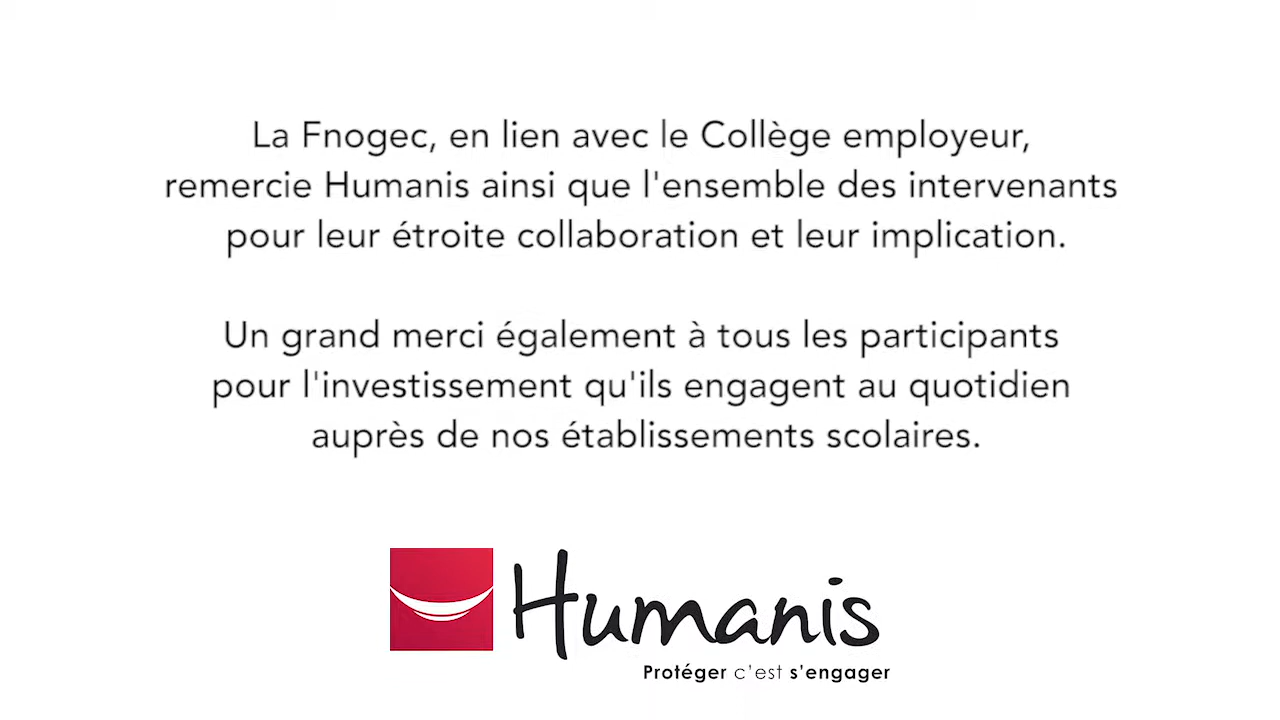 La Fnogec, en lien avec le Collège employeur,
remercie Humanis ainsi que l'ensemble des intervenants
pour leur étroite collaboration et leur implication.
Un grand merci également à tous les participants
pour l'investissement qu'ils engagent au quotidien
auprès de nos établissements scolaires.
Humanis
Protéger c'est s'engager